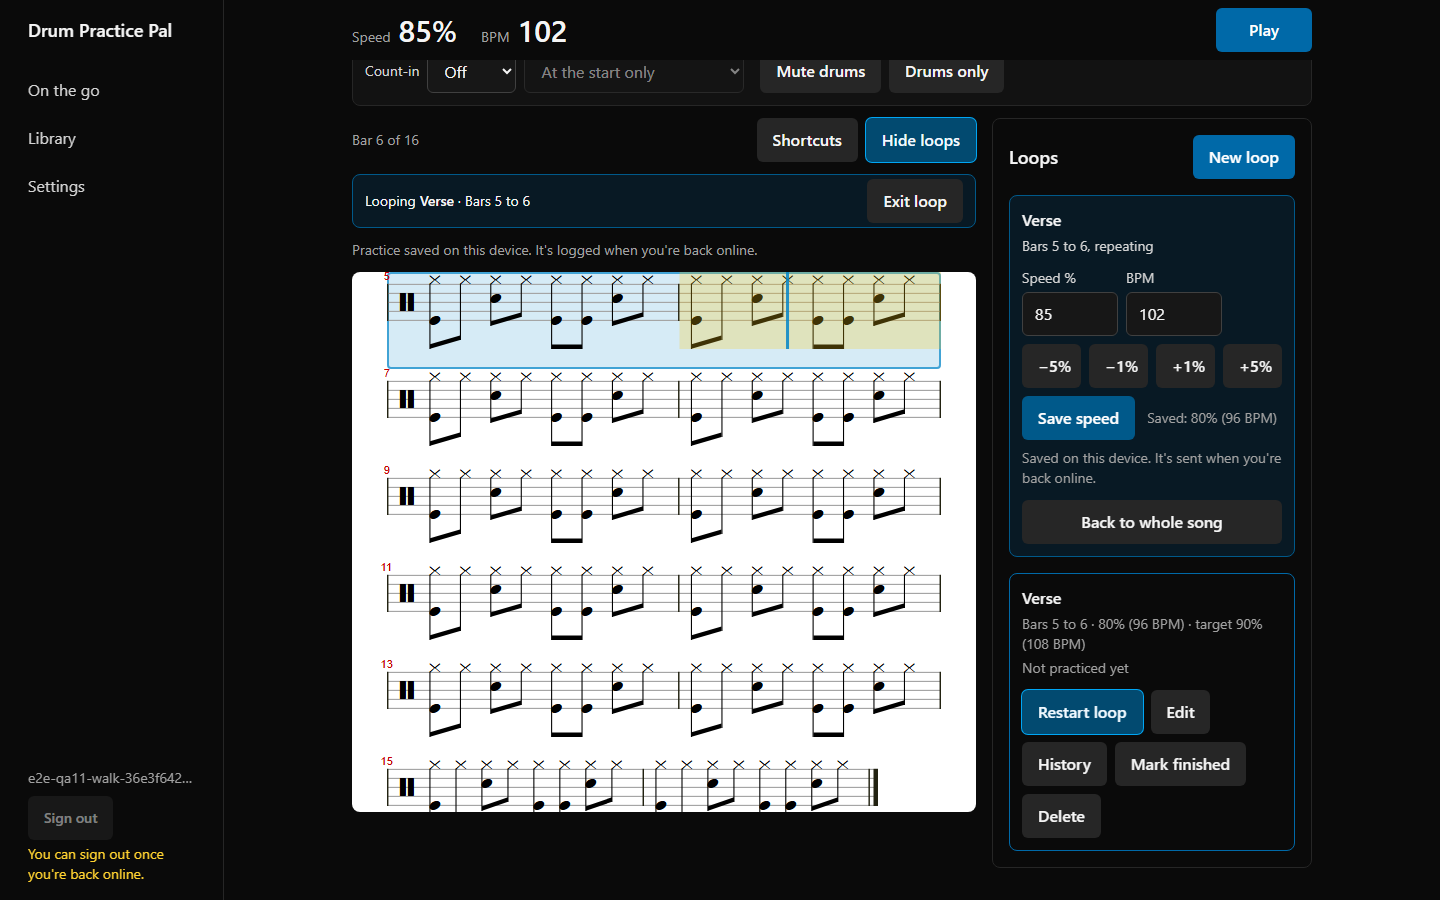 Drum Practice Pal
On the go
Library
Settings
e2e-qa11-walk-36e3f642...
Sign out
You can sign out once
you're back online.
Speed 85% BPM 102
Play
Count-in Off At the start only Mute drums Drums only
Bar 6 of 16
Shortcuts Hide loops
Looping Verse · Bars 5 to 6
Exit loop
Practice saved on this device. It's logged when you're back online.
5
7
9
11
13
15
Loops
New loop
Verse
Bars 5 to 6, repeating
Speed % BPM
85 102
−5% −1% +1% +5%
Save speed Saved: 80% (96 BPM)
Saved on this device. It's sent when you're
back online.
Back to whole song
Verse
Bars 5 to 6 · 80% (96 BPM) · target 90%
(108 BPM)
Not practiced yet
Restart loop Edit
History Mark finished
Delete